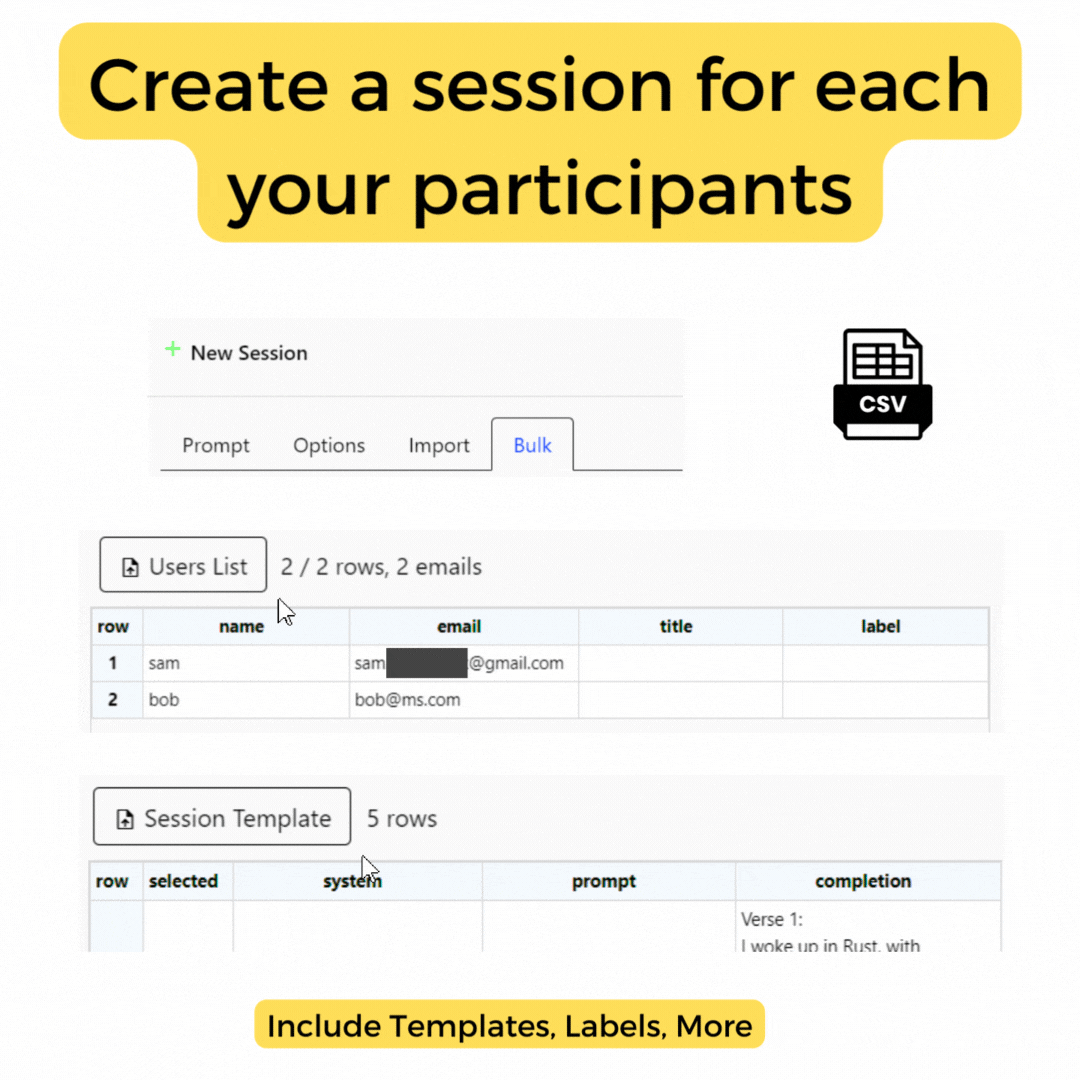 Create a session for each
your participants
+ New Session
CSV
Prompt Options Import Bulk
Users List 2 / 2 rows, 2 emails
row name email title label
1 sam sam @gmail.com
2 bob bob@ms.com
Session Template 5 rows
row selected system prompt completion
Verse 1:
I woke up in Rust, with
Include Templates, Labels, More